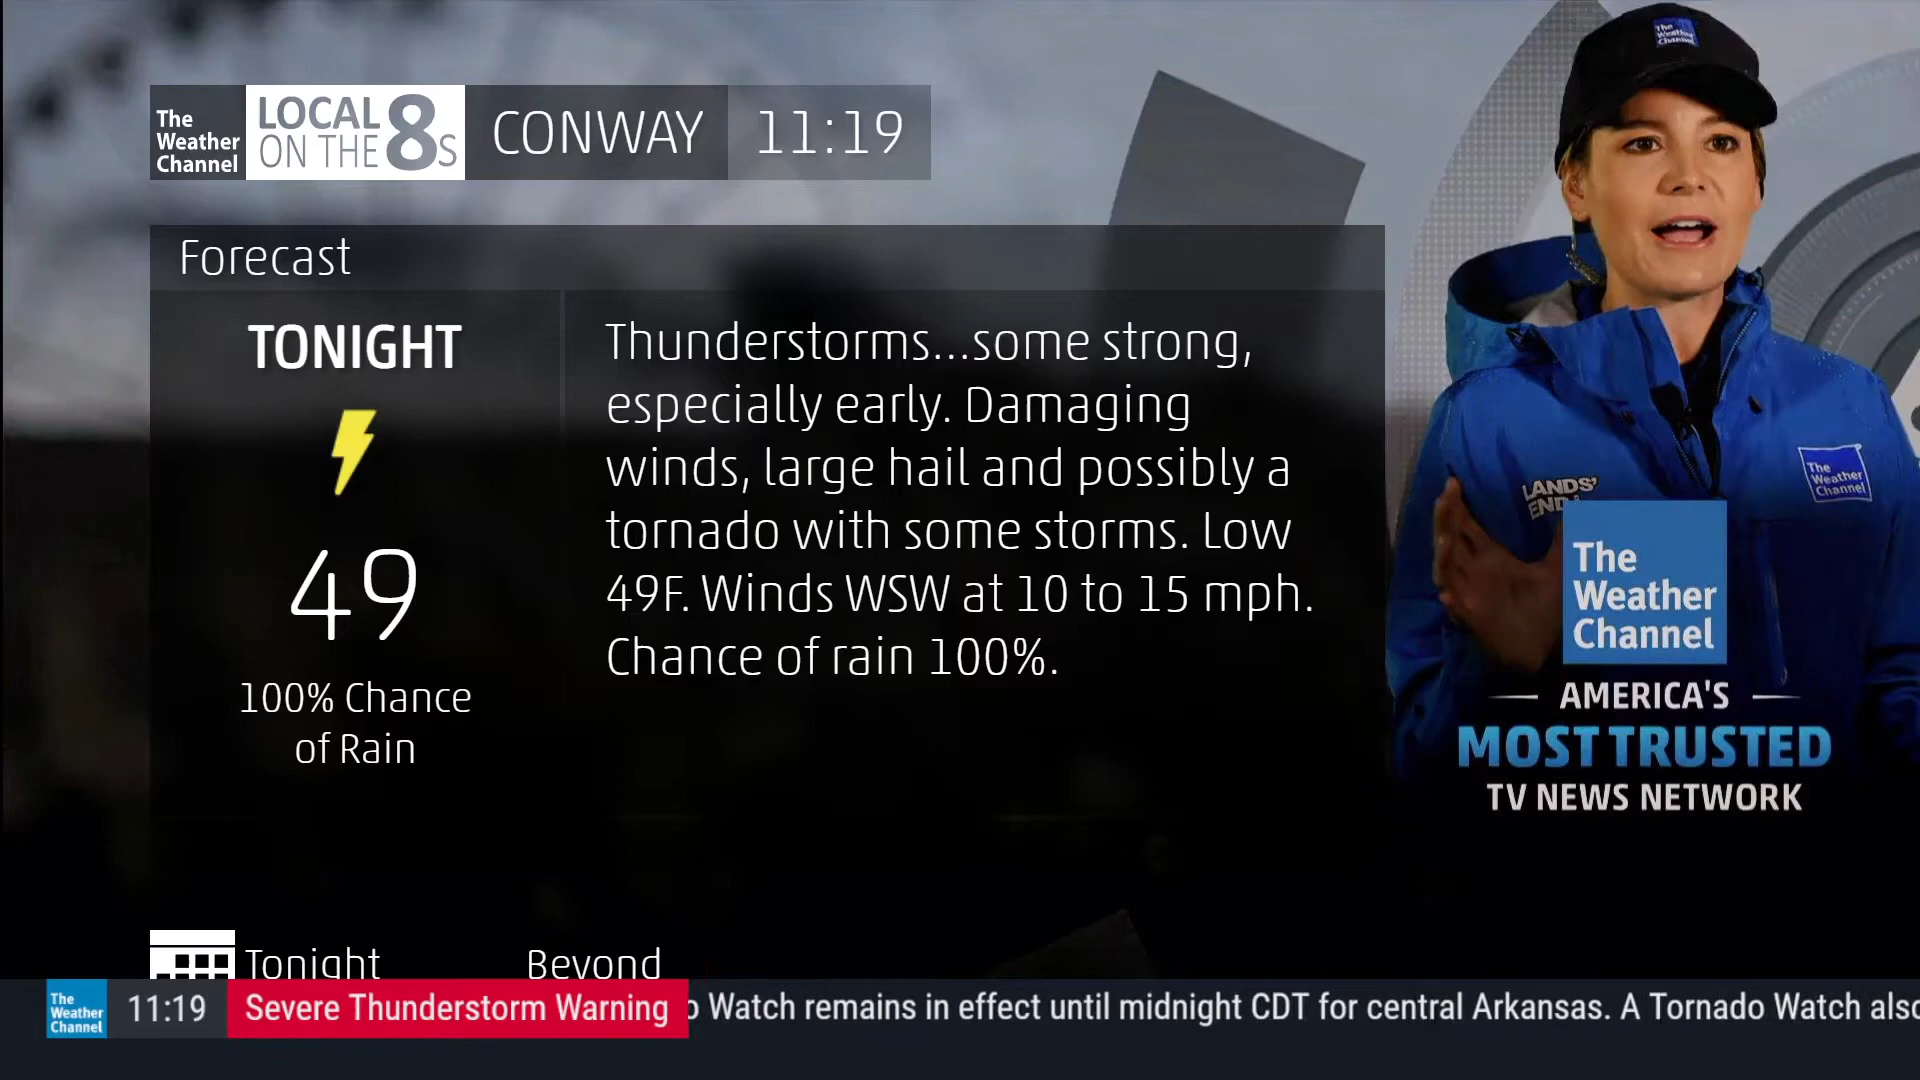 The
Weather
Channel
LOCAL
ON THE 8s
CONWAY
11:19
Forecast
TONIGHT
49
100% Chance
of Rain
Thunderstorms...some strong,
especially early. Damaging
winds, large hail and possibly a
tornado with some storms. Low
49F. Winds WSW at 10 to 15 mph.
Chance of rain 100%.
The
Weather
Channel
LANDS'
END
The
Weather
Channel
The
Weather
Channel
AMERICA'S
MOST TRUSTED
TV NEWS NETWORK
Tonight
Beyond
The
Weather
Channel
11:19
Severe Thunderstorm Warning
Watch remains in effect until midnight CDT for central Arkansas. A Tornado Watch also